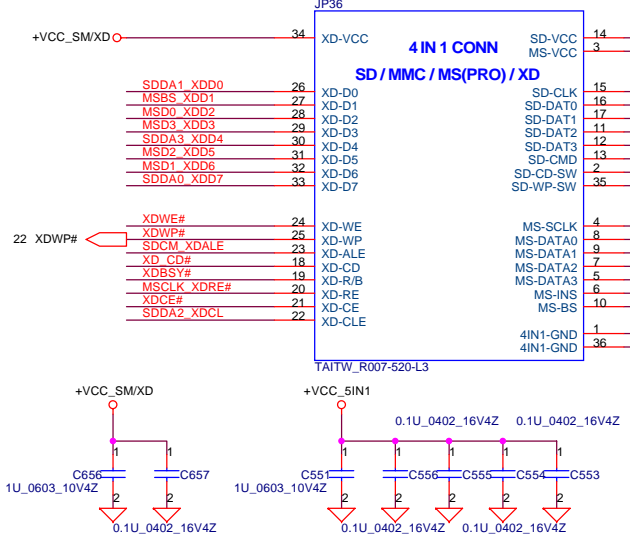 JP36
+VCC_SM/XD 34 XD-VCC SD-VCC 14
4 IN 1 CONN MS-VCC 3
SD / MMC / MS(PRO) / XD
SDDA1_XDD0 26 XD-D0 SD-CLK 15
MSBS_XDD1 27 XD-D1 SD-DAT0 16
MSD0_XDD2 28 XD-D2 SD-DAT1 17
MSD3_XDD3 29 XD-D3 SD-DAT2 11
SDDA3_XDD4 30 XD-D4 SD-DAT3 12
MSD2_XDD5 31 XD-D5 SD-CMD 13
MSD1_XDD6 32 XD-D6 SD-CD-SW 2
SDDA0_XDD7 33 XD-D7 SD-WP-SW 35
XDWE# 24 XD-WE MS-SCLK 4
22 XDWP# XDWP# 25 XD-WP MS-DATA0 8
SDCM_XDALE 23 XD-ALE MS-DATA1 9
XD_CD# 18 XD-CD MS-DATA2 7
XDBSY# 19 XD-R/B MS-DATA3 5
MSCLK_XDRE# 20 XD-RE MS-INS 6
XDCE# 21 XD-CE MS-BS 10
SDDA2_XDCL 22 XD-CLE
4IN1-GND 1
4IN1-GND 36
TAITW_R007-520-L3
+VCC_SM/XD +VCC_5IN1
0.1U_0402_16V4Z 0.1U_0402_16V4Z
1 1 1 1 1 1 1
C656 C657 C551 C556 C555 C554 C553
1U_0603_10V4Z 1U_0603_10V4Z
2 2 2 2 2 2 2
0.1U_0402_16V4Z 0.1U_0402_16V4Z 0.1U_0402_16V4Z